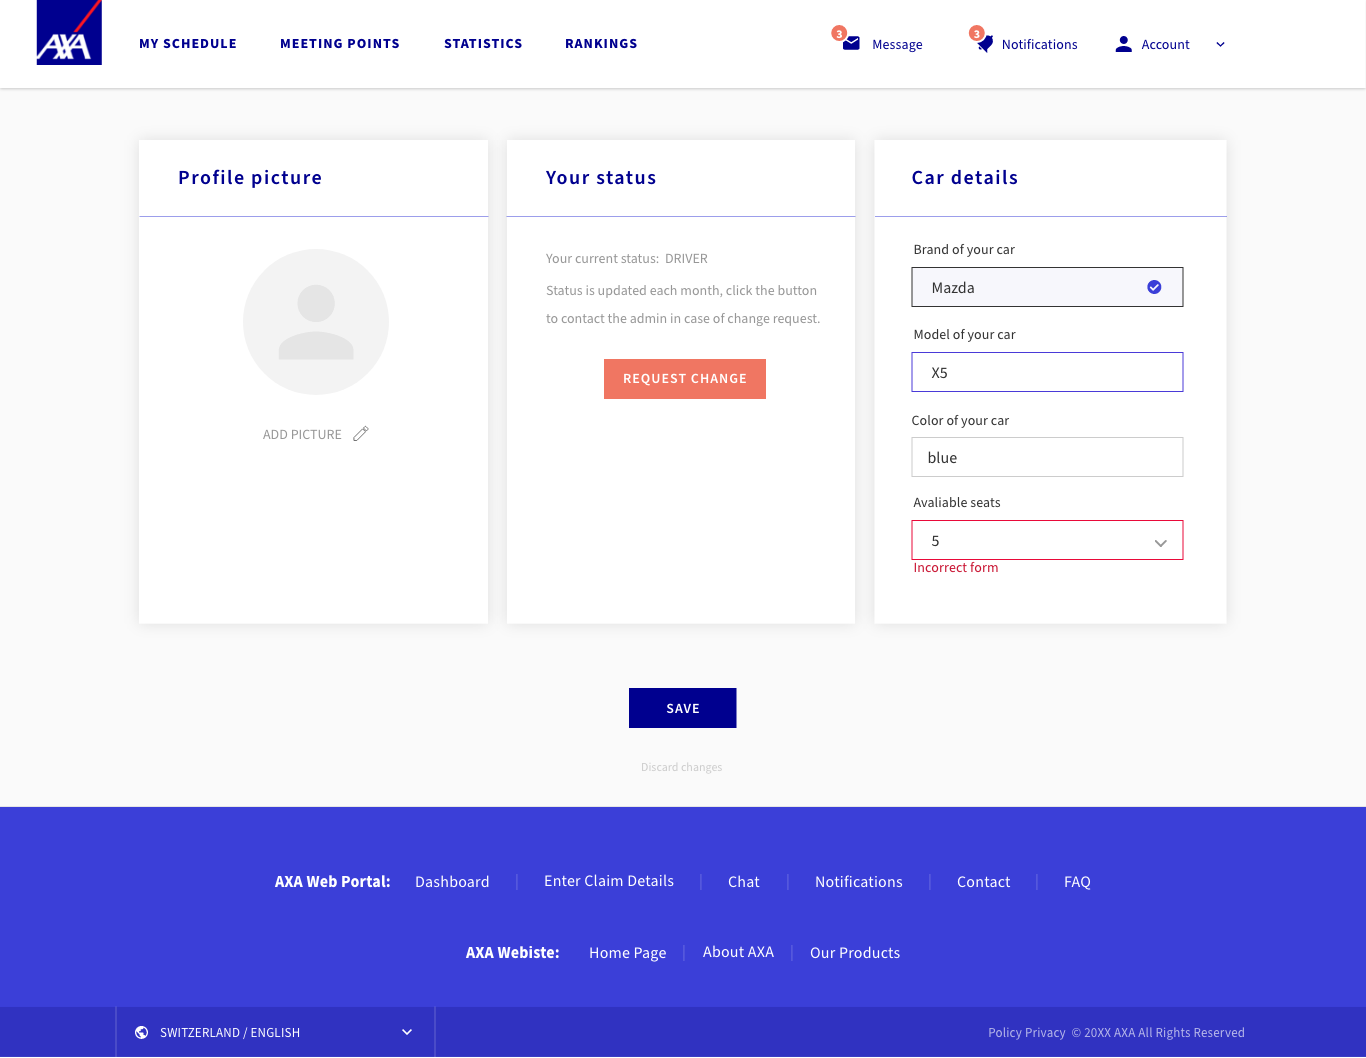 AXA
MY SCHEDULE
MEETING POINTS
STATISTICS
RANKINGS
3
Message
3
Notifications
Account
Profile picture
ADD PICTURE
Your status
Your current status:  DRIVER
Status is updated each month, click the button
to contact the admin in case of change request.
REQUEST CHANGE
Car details
Brand of your car
Mazda
Model of your car
X5
Color of your car
blue
Avaliable seats
5
Incorrect form
SAVE
Discard changes
AXA Web Portal: Dashboard | Enter Claim Details | Chat | Notifications | Contact | FAQ
AXA Webiste: Home Page | About AXA | Our Products
SWITZERLAND / ENGLISH
Policy Privacy  © 20XX AXA All Rights Reserved